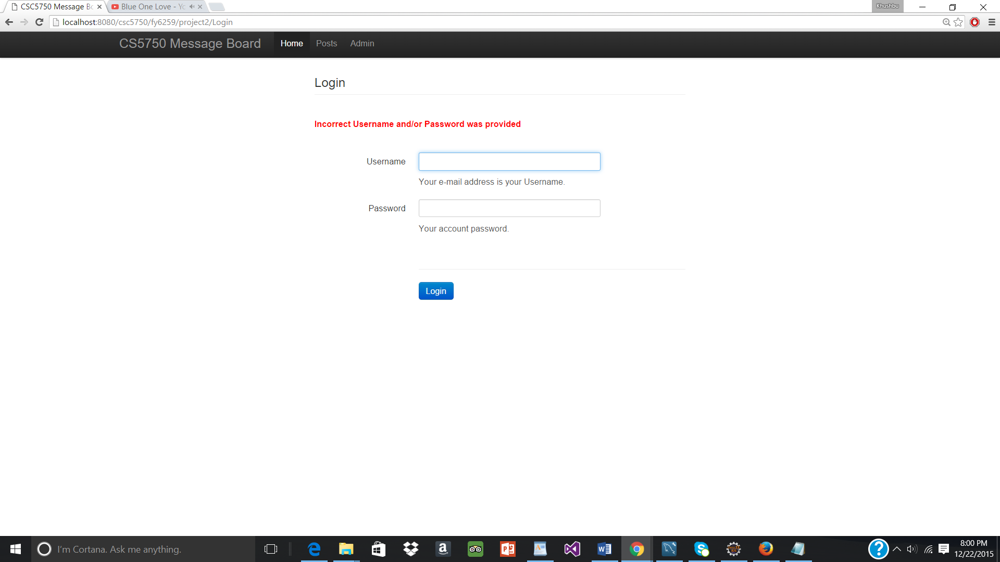 CSC5750 Message Bo
Blue One Love - Yo
Khushbu
localhost:8080/csc5750/fy6259/project2/Login
CS5750 Message Board
Home
Posts
Admin
Login
Incorrect Username and/or Password was provided
Username
Your e-mail address is your Username.
Password
Your account password.
Login
I'm Cortana. Ask me anything.
8:00 PM
12/22/2015